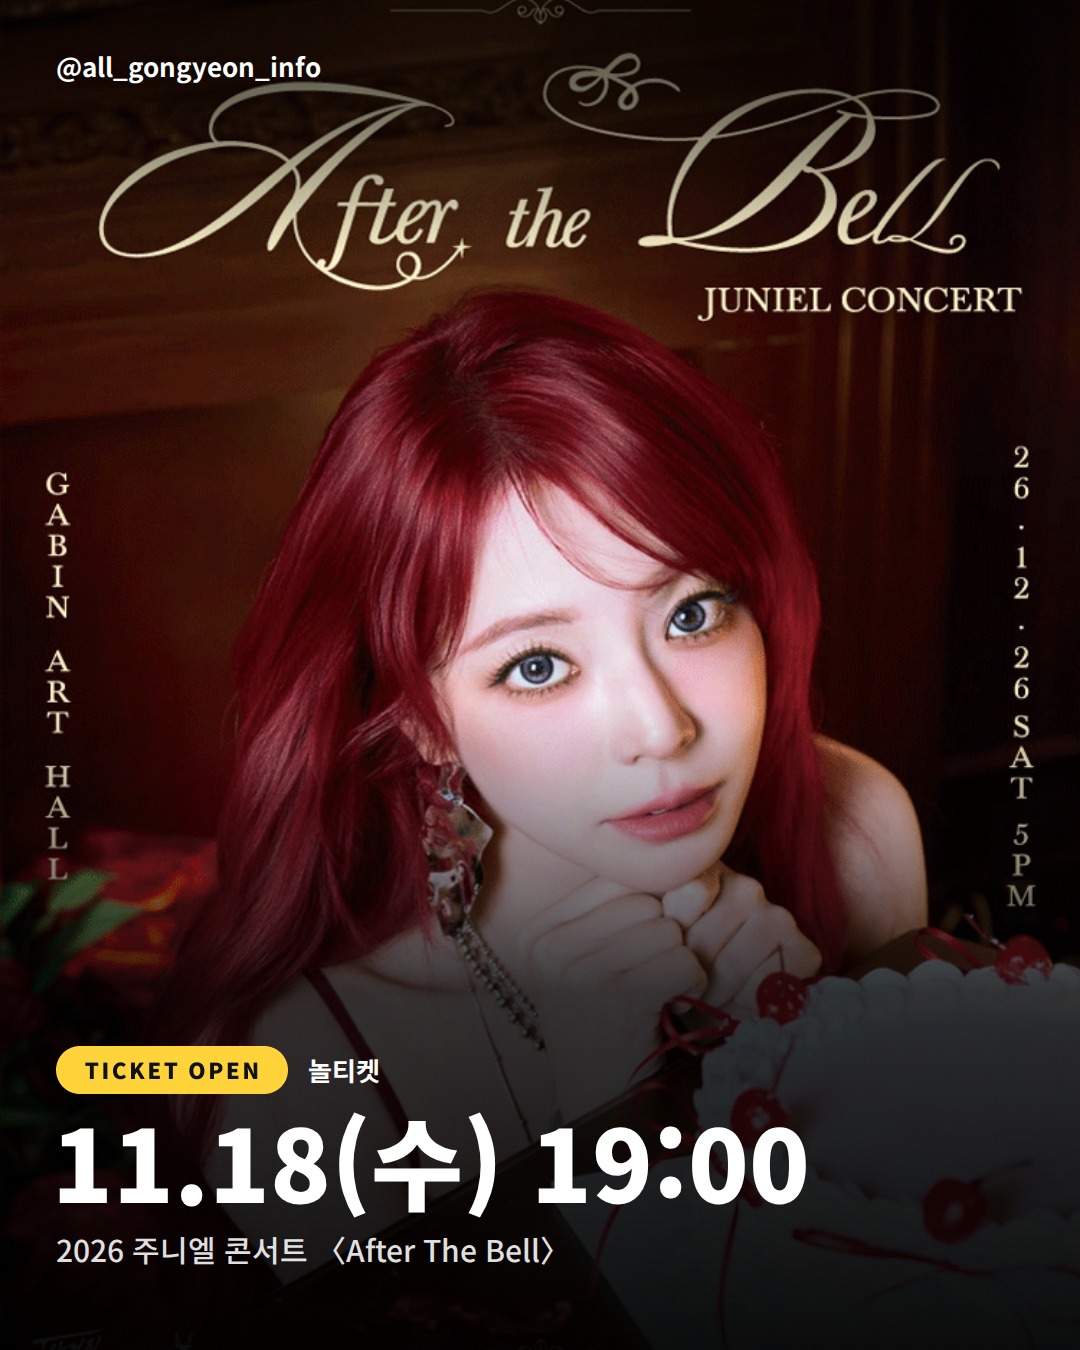 @all_gongyeon_info
After the Bell
JUNIEL CONCERT
GABIN ART HALL
26.12.26 SAT 5PM
TICKET OPEN 놀티켓
11.18(수) 19:00
2026 주니엘 콘서트 〈After The Bell〉